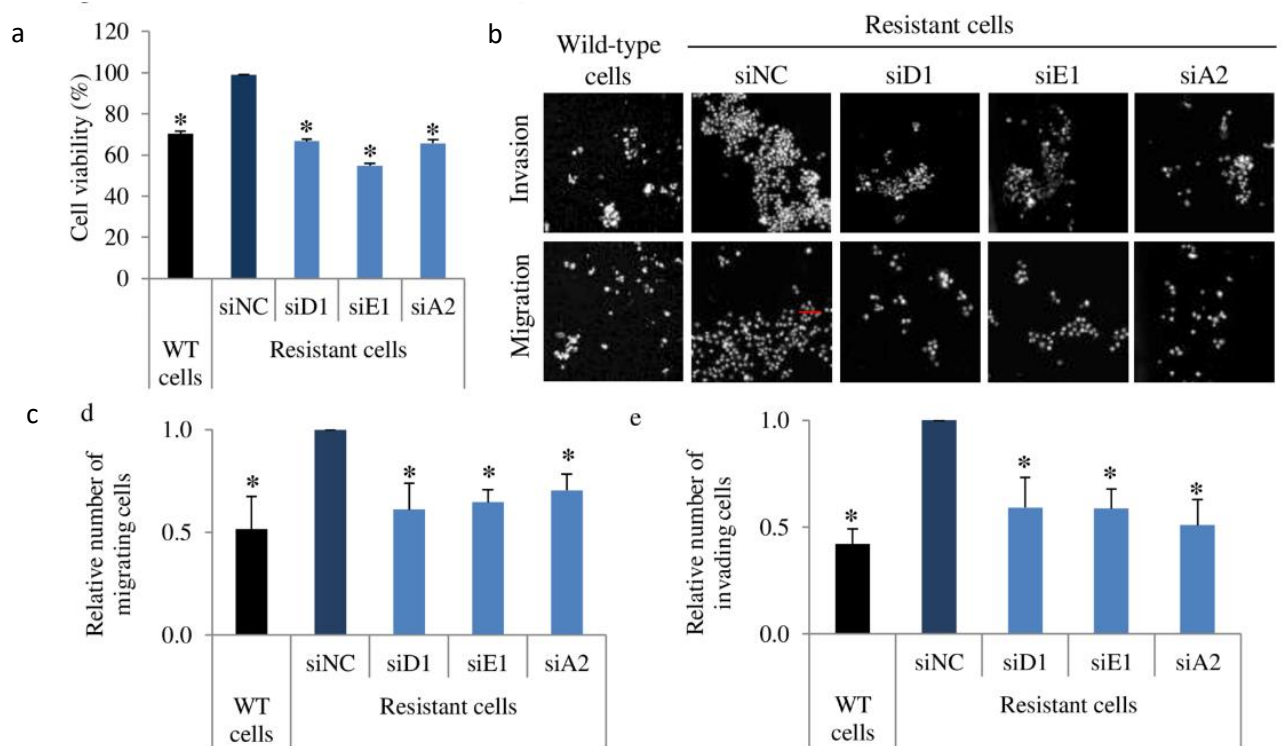 a
120
100
80
60
40
20
0
Cell viability (%)
*
*
*
*
siNC siD1 siE1 siA2
WT cells
Resistant cells
b
Resistant cells
Wild-type cells
siNC siD1 siE1 siA2
Invasion
Migration
c
d
1.0
0.5
0.0
Relative number of
migrating cells
*
*
*
*
siNC siD1 siE1 siA2
WT
cells
Resistant cells
e
1.0
0.5
0.0
Relative number of
invading cells
*
*
*
*
siNC siD1 siE1 siA2
WT
cells
Resistant cells